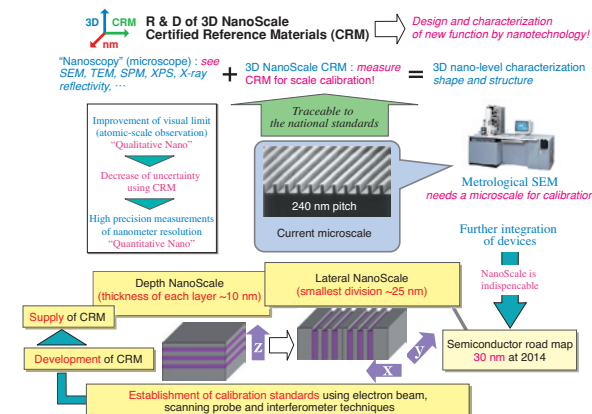 3D
CRM
nm
R & D of 3D NanoScale
Certified Reference Materials (CRM)
Design and characterization
of new function by nanotechnology!
“Nanoscopy” (microscope) : see
SEM, TEM, SPM, XPS, X-ray
reflectivity, …
+
3D NanoScale CRM : measure
CRM for scale calibration!
=
3D nano-level characterization
shape and structure
Traceable to
the national standards
Improvement of visual limit
(atomic-scale observation)
“Qualitative Nano”
Decrease of uncertainty
using CRM
High precision measurements
of nanometer resolution
“Quantitative Nano”
240 nm pitch
Current microscale
Metrological SEM
needs a microscale for calibration
Further integration
of devices
NanoScale is
indispencable
Depth NanoScale
(thickness of each layer ~10 nm)
Lateral NanoScale
(smallest division ~25 nm)
Supply of CRM
Development of CRM
z
x
y
Semiconductor road map
30 nm at 2014
Establishment of calibration standards using electron beam,
scanning probe and interferometer techniques